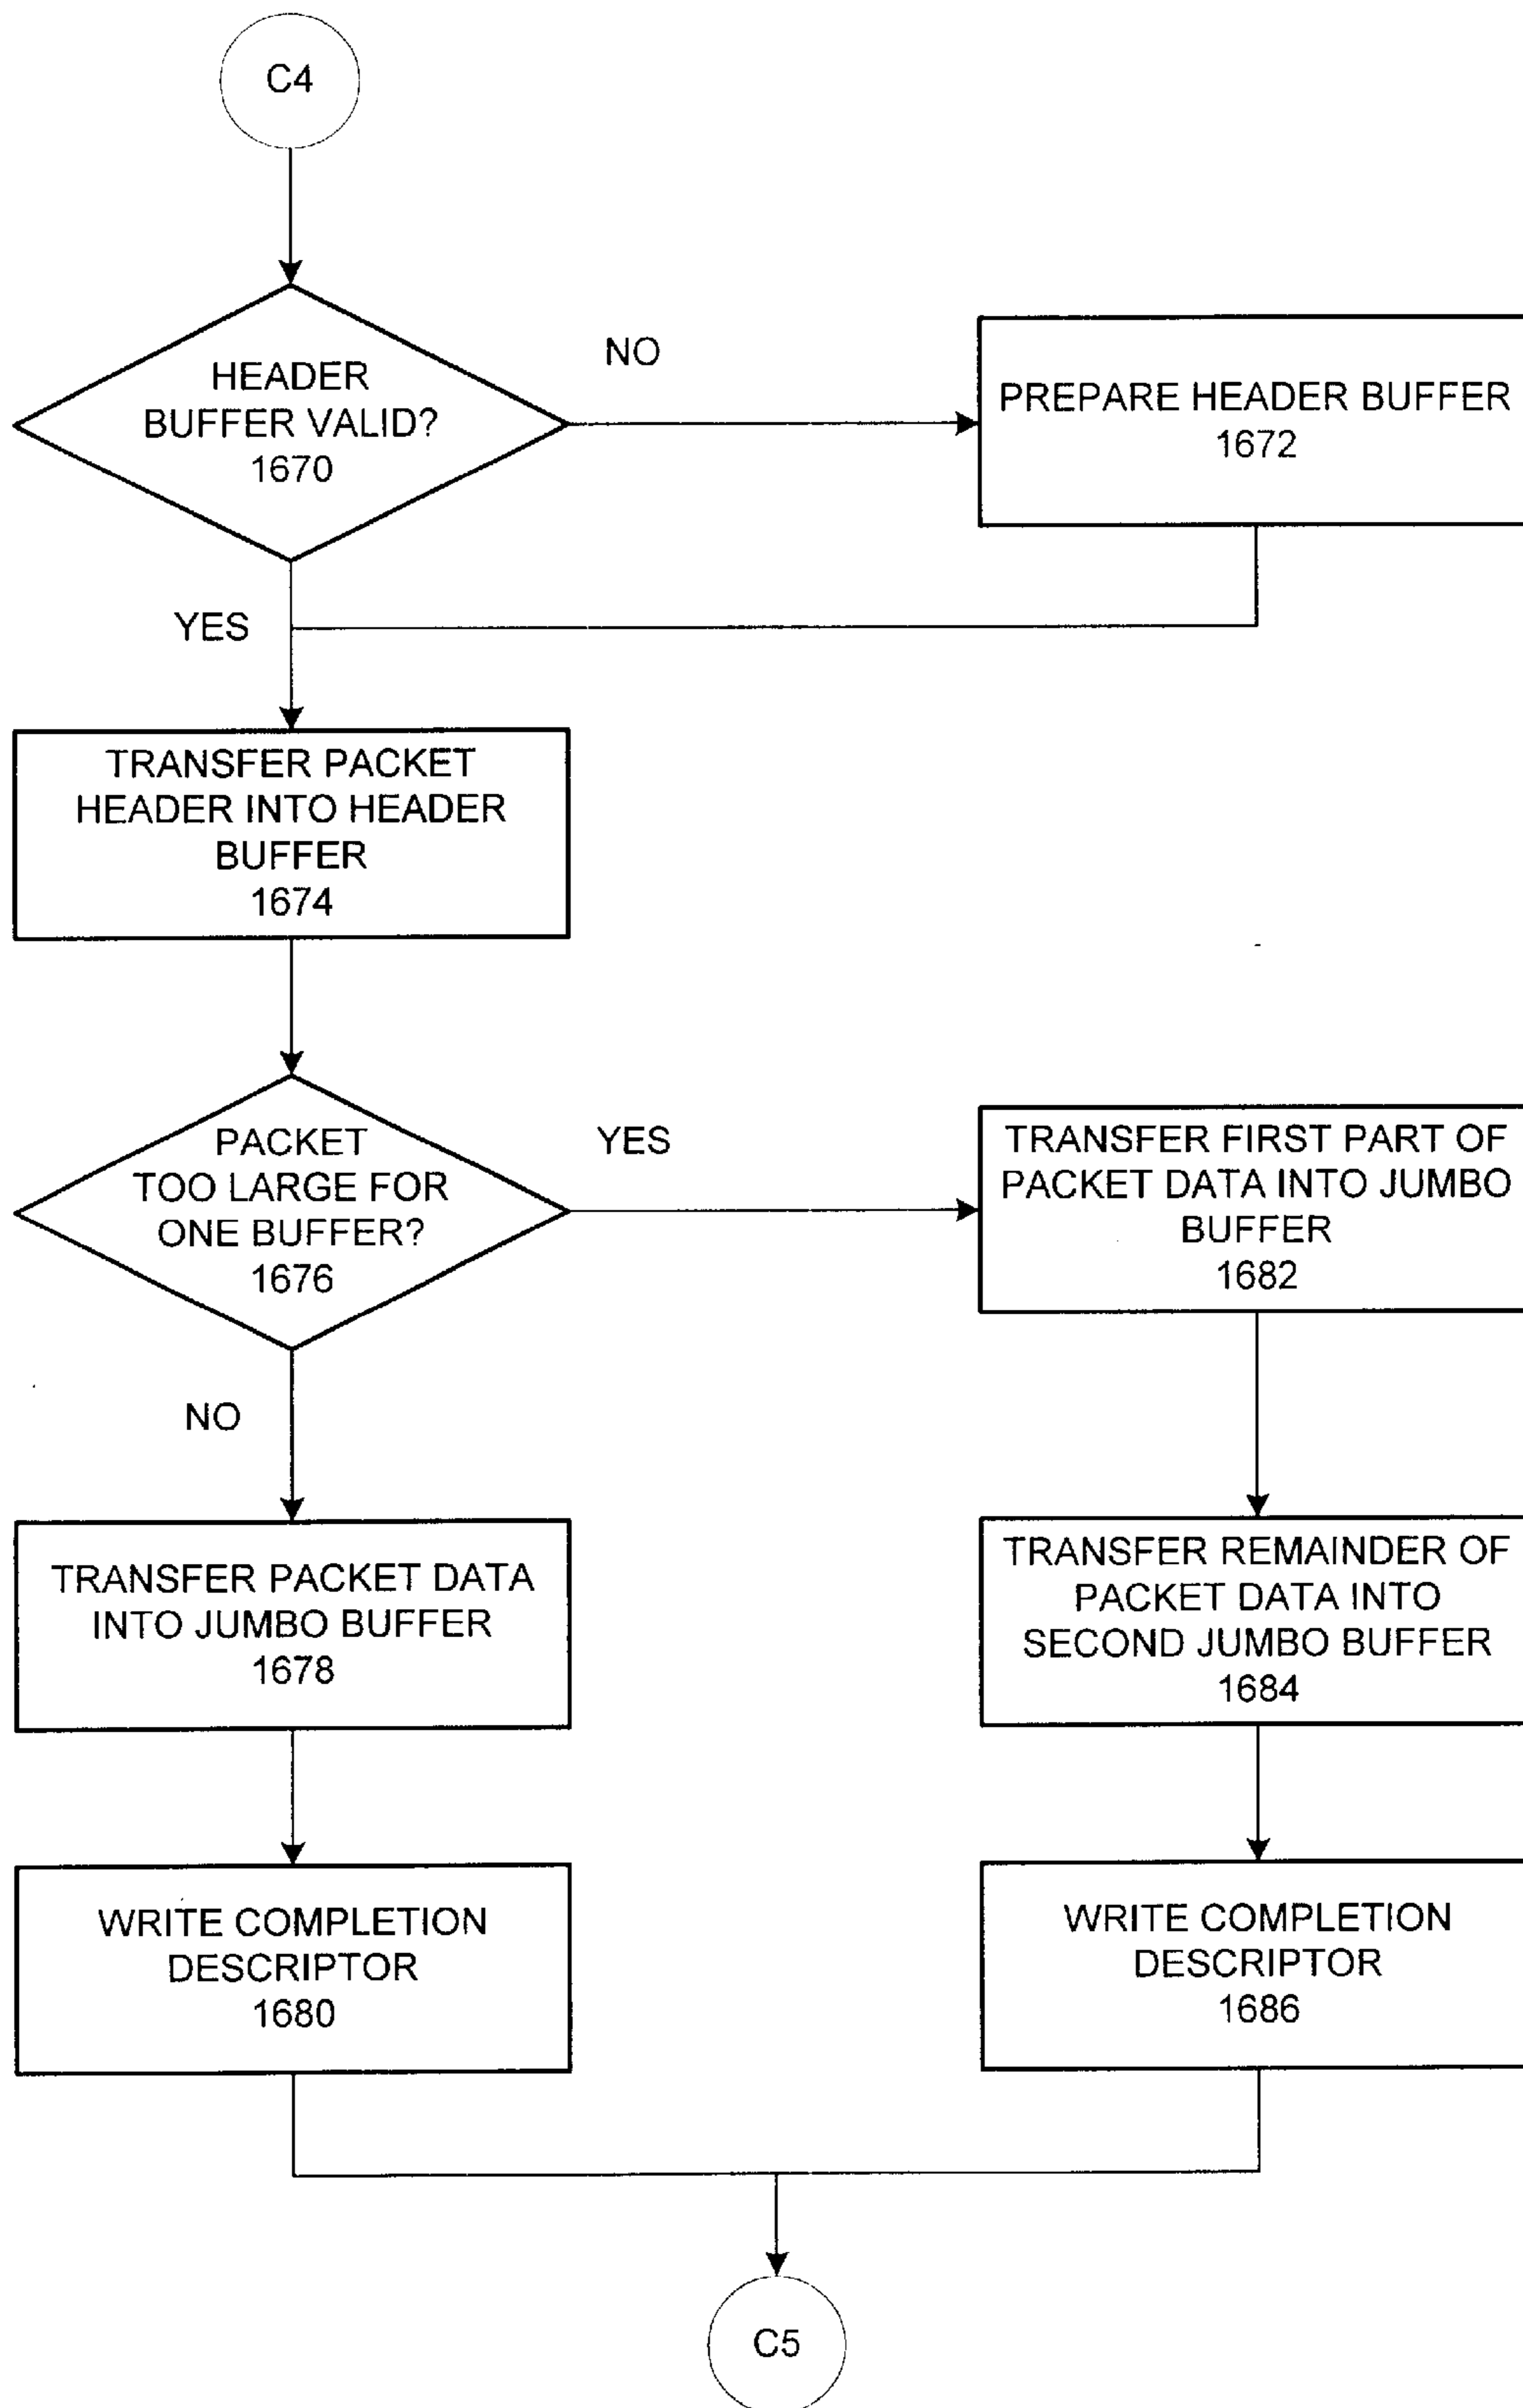 C4
HEADER
BUFFER VALID?
1670
NO
PREPARE HEADER BUFFER
1672
YES
TRANSFER PACKET
HEADER INTO HEADER
BUFFER
1674
PACKET
TOO LARGE FOR
ONE BUFFER?
1676
YES
TRANSFER FIRST PART OF
PACKET DATA INTO JUMBO
BUFFER
1682
NO
TRANSFER PACKET DATA
INTO JUMBO BUFFER
1678
TRANSFER REMAINDER OF
PACKET DATA INTO
SECOND JUMBO BUFFER
1684
WRITE COMPLETION
DESCRIPTOR
1680
WRITE COMPLETION
DESCRIPTOR
1686
C5